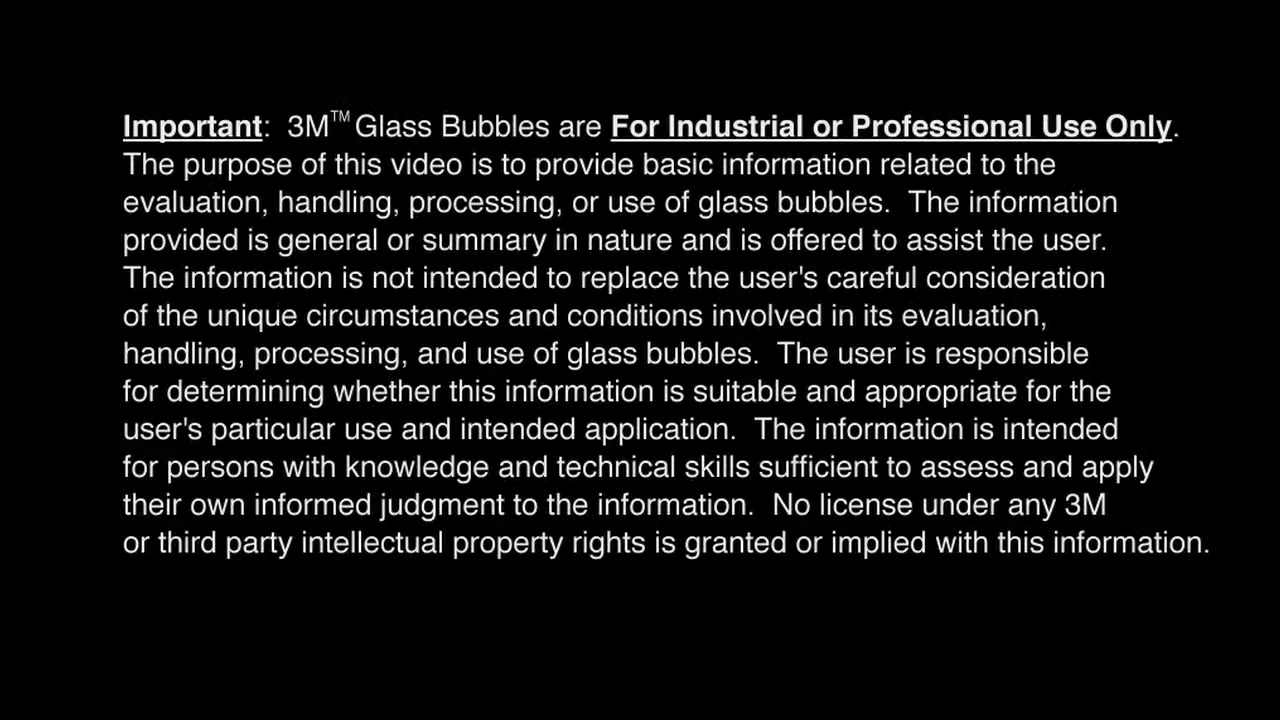 Important:  3M™ Glass Bubbles are For Industrial or Professional Use Only.
The purpose of this video is to provide basic information related to the
evaluation, handling, processing, or use of glass bubbles.  The information
provided is general or summary in nature and is offered to assist the user.
The information is not intended to replace the user's careful consideration
of the unique circumstances and conditions involved in its evaluation,
handling, processing, and use of glass bubbles.  The user is responsible
for determining whether this information is suitable and appropriate for the
user's particular use and intended application.  The information is intended
for persons with knowledge and technical skills sufficient to assess and apply
their own informed judgment to the information.  No license under any 3M
or third party intellectual property rights is granted or implied with this information.